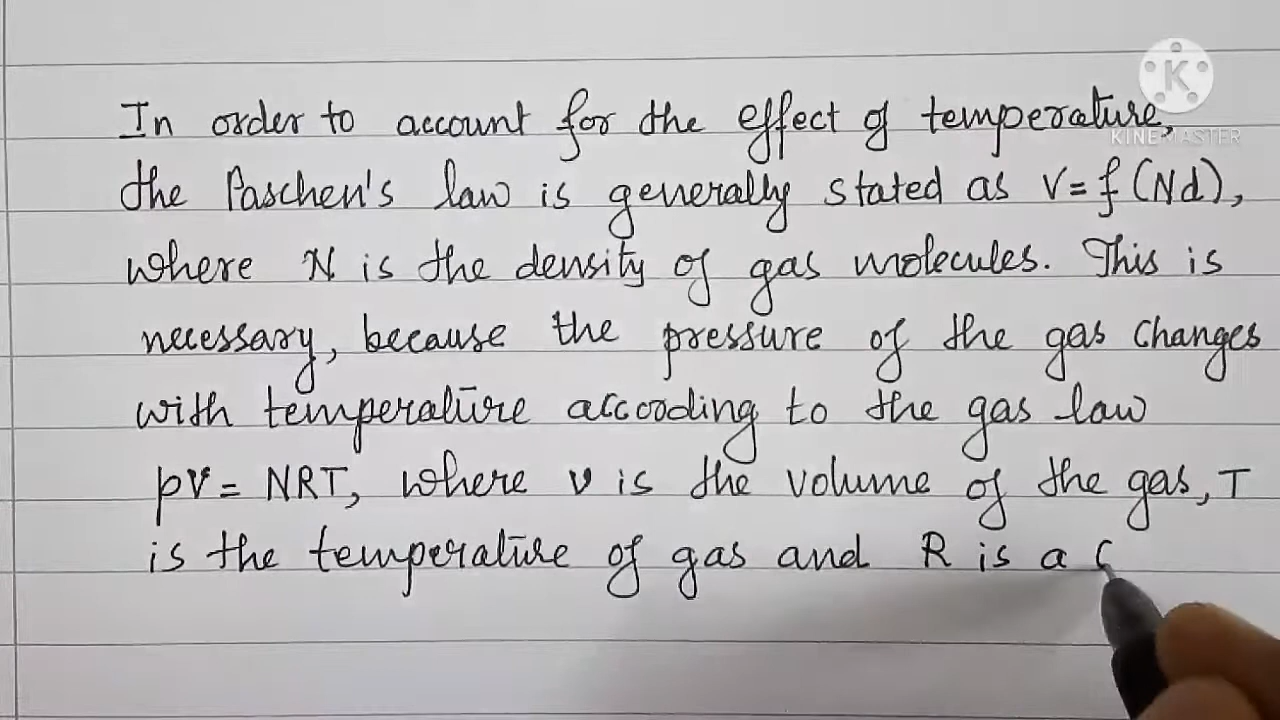 K
KINEMASTER
In order to account for the effect of temperature,
the Paschen's law is generally stated as V=f(Nd),
where N is the density of gas molecules. This is
necessary, because the pressure of the gas changes
with temperature according to the gas law
pv= NRT, where v is the volume of the gas, T
is the temperature of gas and R is a C